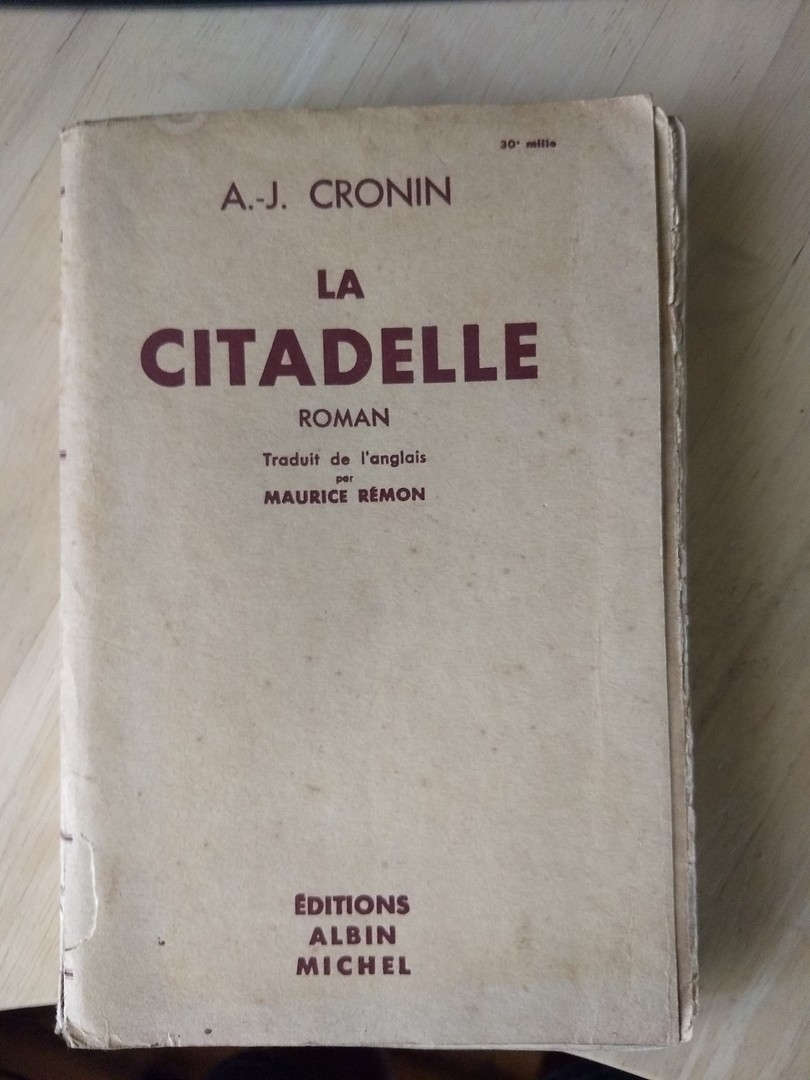 30e mille
A.-J. CRONIN
LA
CITADELLE
ROMAN
Traduit de l'anglais
par
MAURICE RÉMON
ÉDITIONS
ALBIN
MICHEL